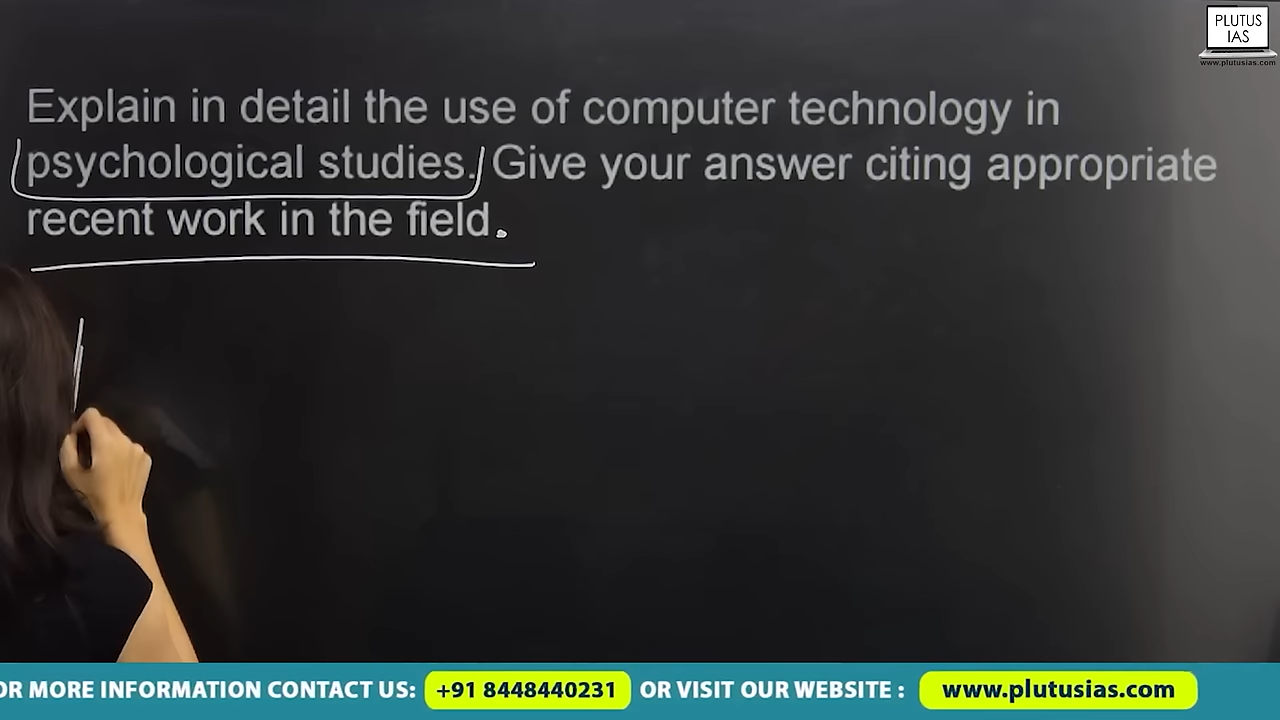 PLUTUS
IAS
www.plutusias.com
Explain in detail the use of computer technology in
psychological studies. Give your answer citing appropriate
recent work in the field.
OR MORE INFORMATION CONTACT US: +91 8448440231 OR VISIT OUR WEBSITE : www.plutusias.com